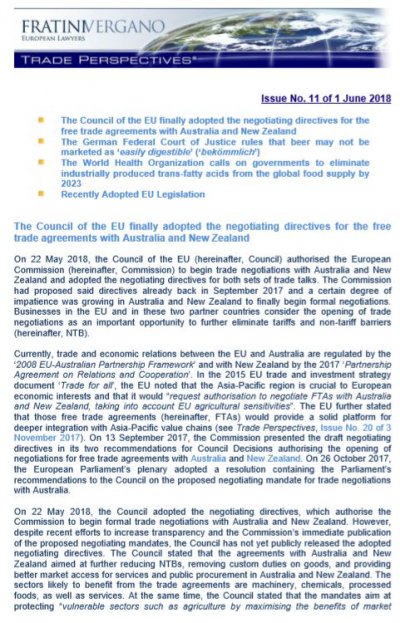 FRATINIVERGANO
EUROPEAN LAWYERS
TRADE PERSPECTIVES®
Issue No. 11 of 1 June 2018
The Council of the EU finally adopted the negotiating directives for the
free trade agreements with Australia and New Zealand
The German Federal Court of Justice rules that beer may not be
marketed as 'easily digestible' ('bekömmlich')
The World Health Organization calls on governments to eliminate
industrially produced trans-fatty acids from the global food supply by
2023
Recently Adopted EU Legislation
The Council of the EU finally adopted the negotiating directives for the free
trade agreements with Australia and New Zealand
On 22 May 2018, the Council of the EU (hereinafter, Council) authorised the European
Commission (hereinafter, Commission) to begin trade negotiations with Australia and New
Zealand and adopted the negotiating directives for both sets of trade talks. The Commission
had proposed said directives already back in September 2017 and a certain degree of
impatience was growing in Australia and New Zealand to finally begin formal negotiations.
Businesses in the EU and in these two partner countries consider the opening of trade
negotiations as an important opportunity to further eliminate tariffs and non-tariff barriers
(hereinafter, NTB).
Currently, trade and economic relations between the EU and Australia are regulated by the
'2008 EU-Australian Partnership Framework' and with New Zealand by the 2017 'Partnership
Agreement on Relations and Cooperation'. In the 2015 EU trade and investment strategy
document 'Trade for all', the EU noted that the Asia-Pacific region is crucial to European
economic interests and that it would "request authorisation to negotiate FTAs with Australia
and New Zealand, taking into account EU agricultural sensitivities". The EU further stated
that those free trade agreements (hereinafter, FTAs) would provide a solid platform for
deeper integration with Asia-Pacific value chains (see Trade Perspectives, Issue No. 20 of 3
November 2017). On 13 September 2017, the Commission presented the draft negotiating
directives in its two recommendations for Council Decisions authorising the opening of
negotiations for free trade agreements with Australia and New Zealand. On 26 October 2017,
the European Parliament's plenary adopted a resolution containing the Parliament's
recommendations to the Council on the proposed negotiating mandate for trade negotiations
with Australia.
On 22 May 2018, the Council adopted the negotiating directives, which authorise the
Commission to begin formal trade negotiations with Australia and New Zealand. However,
despite recent efforts to increase transparency and the Commission's immediate publication
of the proposed negotiating mandates, the Council has not yet publicly released the adopted
negotiating directives. The Council stated that the agreements with Australia and New
Zealand aimed at further reducing NTBs, removing custom duties on goods, and providing
better market access for services and public procurement in Australia and New Zealand. The
sectors likely to benefit from the trade agreements are machinery, chemicals, processed
foods, as well as services. At the same time, the Council stated that the mandates aim at
protecting "vulnerable sectors such as agriculture by maximising the benefits of market